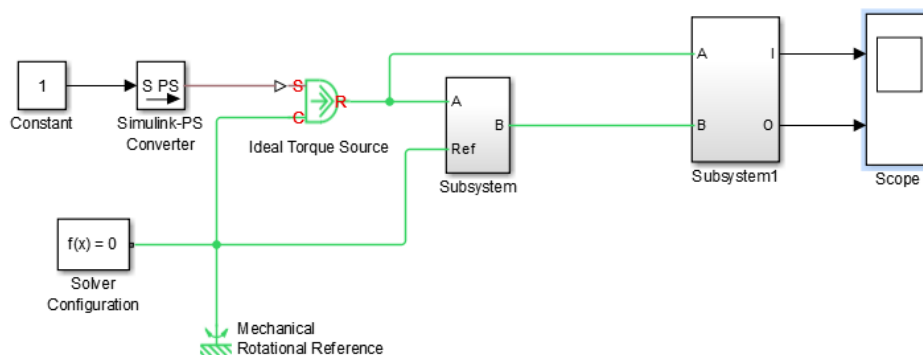 1
Constant
S PS
Simulink-PS
Converter
S
C
R
Ideal Torque Source
A
B
Ref
Subsystem
A
B
I
O
Subsystem1
Scope
f(x) = 0
Solver
Configuration
Mechanical
Rotational Reference